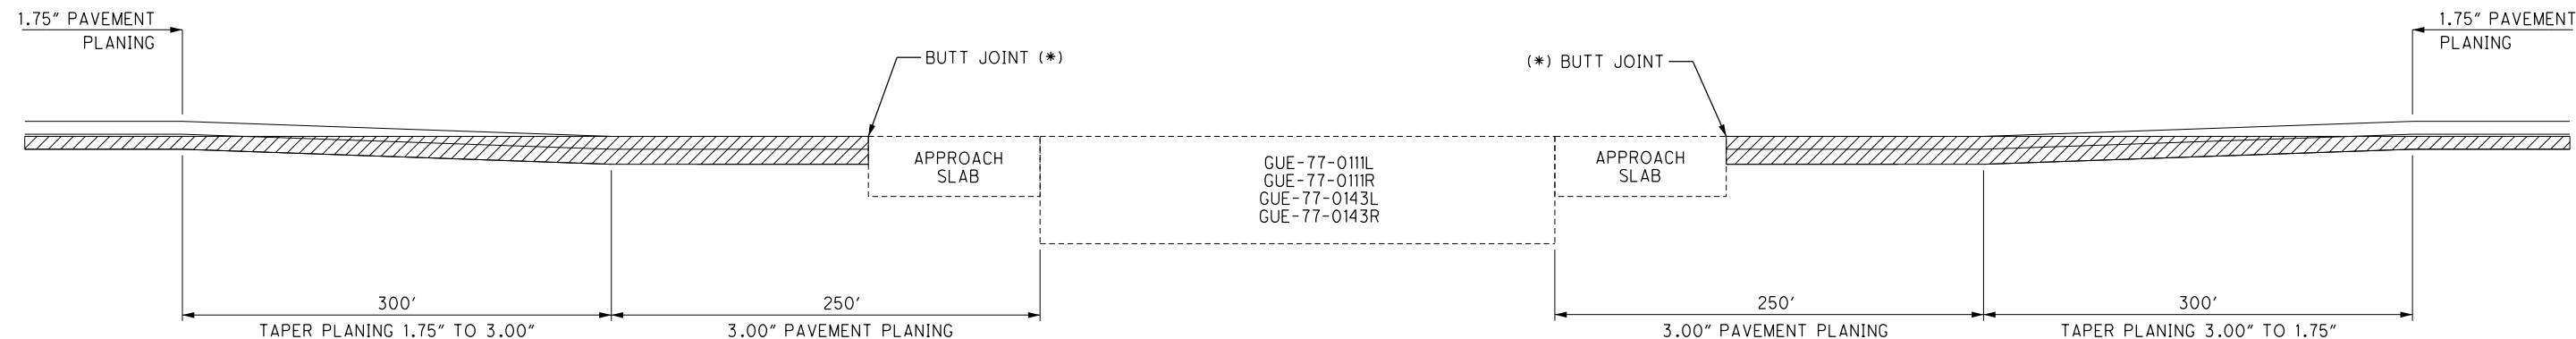 1.75" PAVEMENT
PLANING
BUTT JOINT (*)
(*) BUTT JOINT
1.75" PAVEMENT
PLANING
APPROACH
SLAB
GUE-77-0111L
GUE-77-0111R
GUE-77-0143L
GUE-77-0143R
APPROACH
SLAB
300'
TAPER PLANING 1.75" TO 3.00"
250'
3.00" PAVEMENT PLANING
250'
3.00" PAVEMENT PLANING
300'
TAPER PLANING 3.00" TO 1.75"